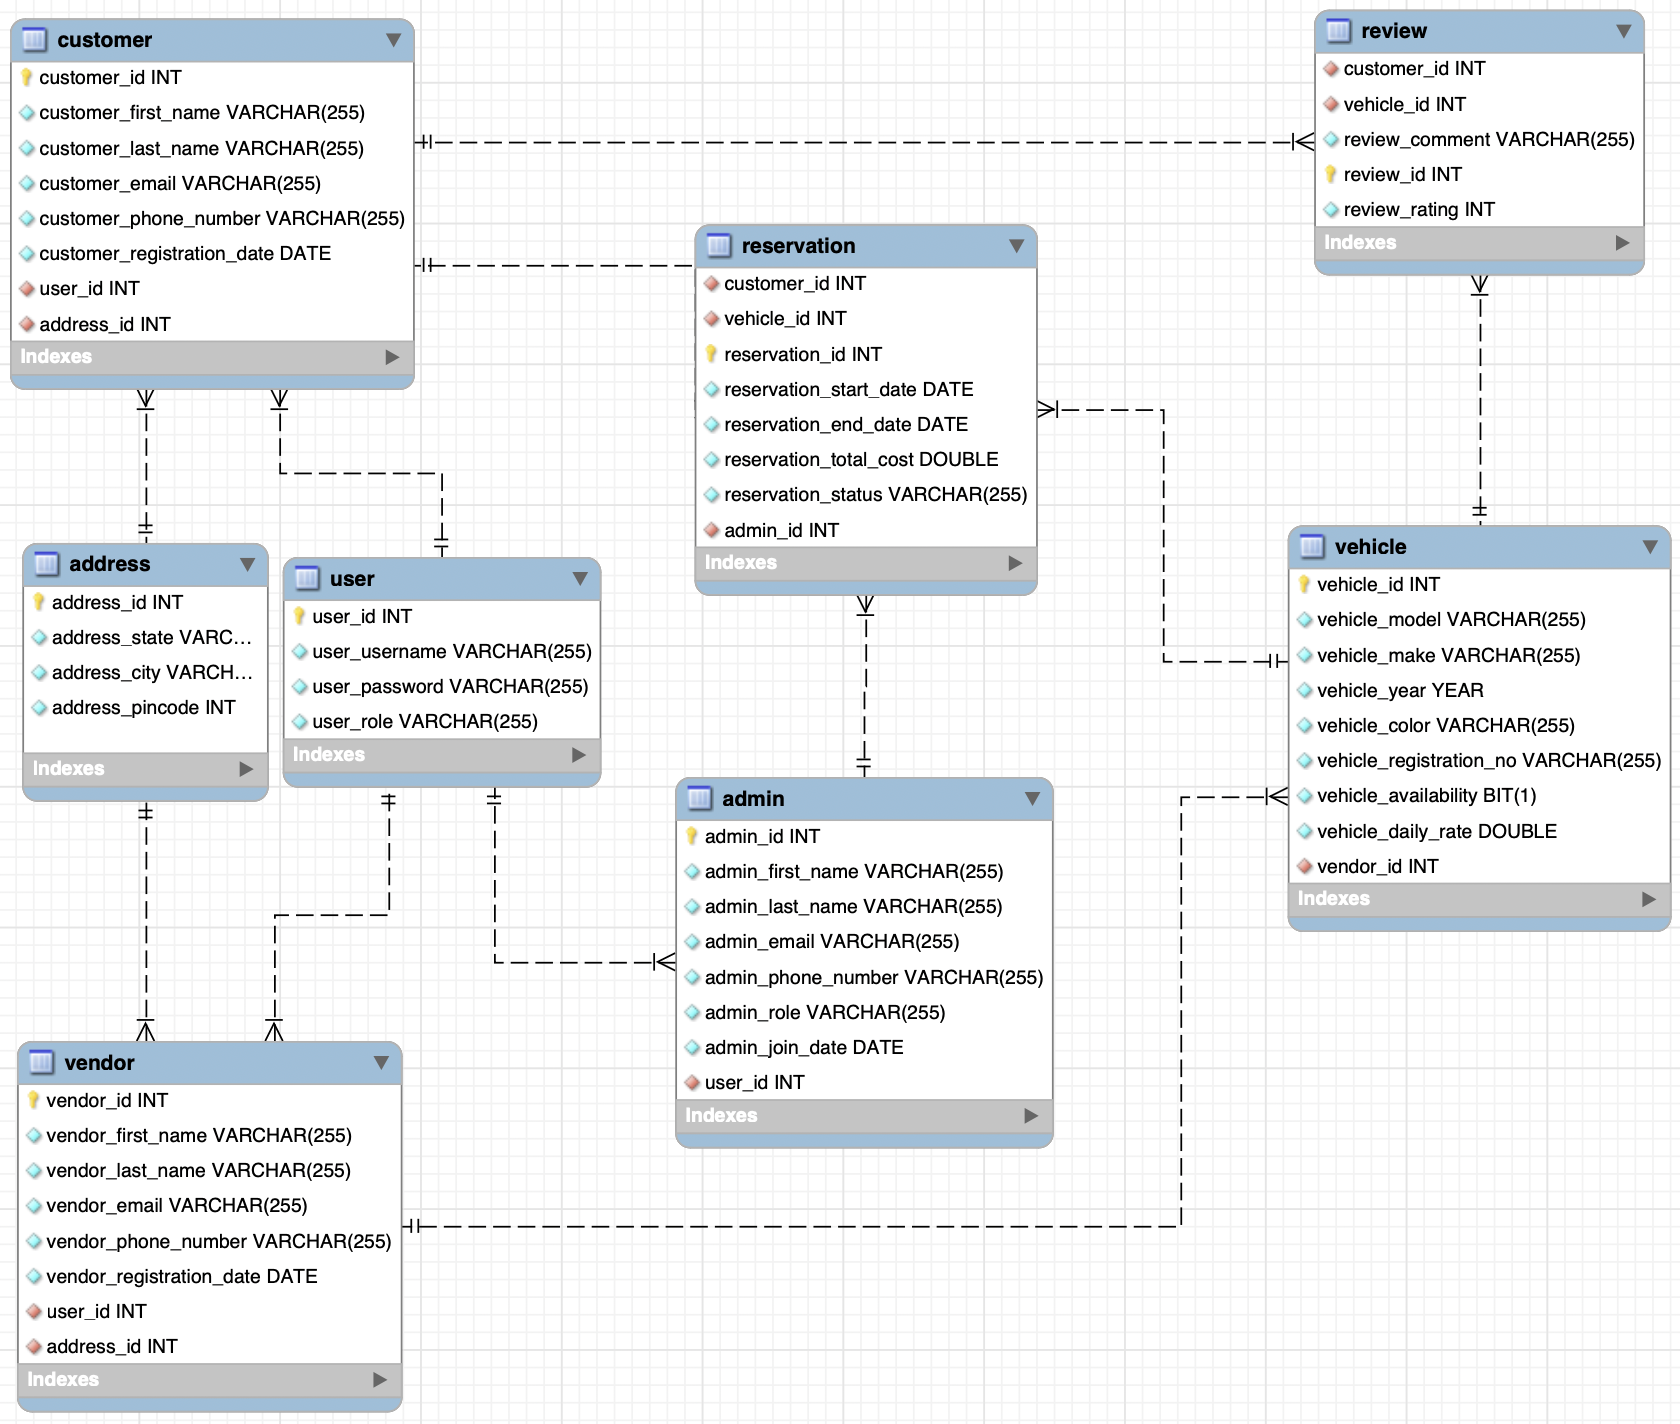 customer
customer_id INT
customer_first_name VARCHAR(255)
customer_last_name VARCHAR(255)
customer_email VARCHAR(255)
customer_phone_number VARCHAR(255)
customer_registration_date DATE
user_id INT
address_id INT
Indexes
review
customer_id INT
vehicle_id INT
review_comment VARCHAR(255)
review_id INT
review_rating INT
Indexes
reservation
customer_id INT
vehicle_id INT
reservation_id INT
reservation_start_date DATE
reservation_end_date DATE
reservation_total_cost DOUBLE
reservation_status VARCHAR(255)
admin_id INT
Indexes
address
address_id INT
address_state VARC...
address_city VARCH...
address_pincode INT
Indexes
user
user_id INT
user_username VARCHAR(255)
user_password VARCHAR(255)
user_role VARCHAR(255)
Indexes
vehicle
vehicle_id INT
vehicle_model VARCHAR(255)
vehicle_make VARCHAR(255)
vehicle_year YEAR
vehicle_color VARCHAR(255)
vehicle_registration_no VARCHAR(255)
vehicle_availability BIT(1)
vehicle_daily_rate DOUBLE
vendor_id INT
Indexes
admin
admin_id INT
admin_first_name VARCHAR(255)
admin_last_name VARCHAR(255)
admin_email VARCHAR(255)
admin_phone_number VARCHAR(255)
admin_role VARCHAR(255)
admin_join_date DATE
user_id INT
Indexes
vendor
vendor_id INT
vendor_first_name VARCHAR(255)
vendor_last_name VARCHAR(255)
vendor_email VARCHAR(255)
vendor_phone_number VARCHAR(255)
vendor_registration_date DATE
user_id INT
address_id INT
Indexes